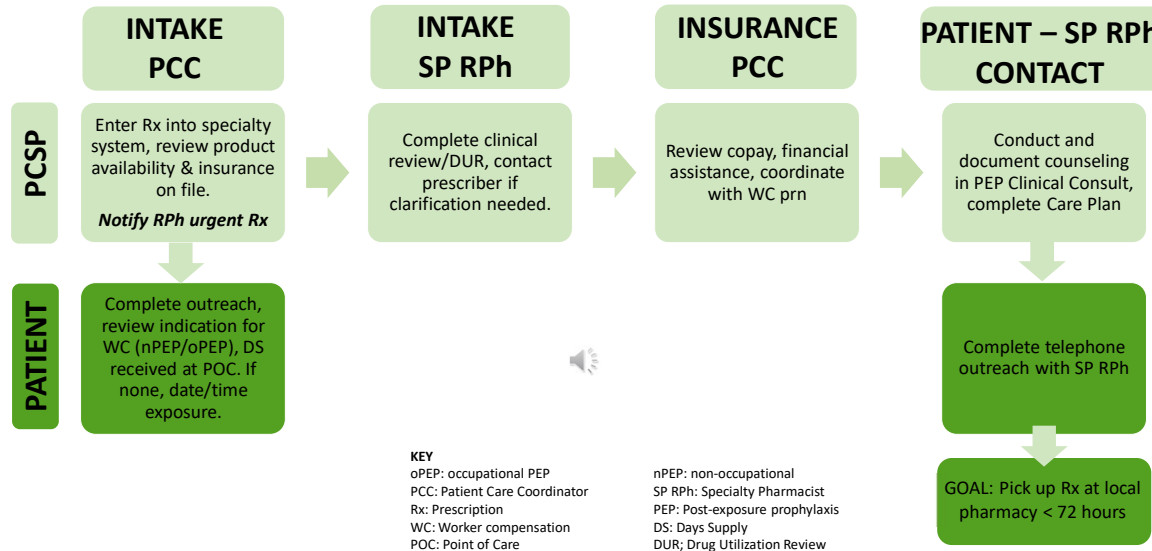 INTAKE
PCC
INTAKE
SP RPh
INSURANCE
PCC
PATIENT – SP RPh
CONTACT
PCSP
Enter Rx into specialty
system, review product
availability & insurance
on file.
Notify RPh urgent Rx
Complete clinical
review/DUR, contact
prescriber if
clarification needed.
Review copay, financial
assistance, coordinate
with WC prn
Conduct and
document counseling
in PEP Clinical Consult,
complete Care Plan
PATIENT
Complete outreach,
review indication for
WC (nPEP/oPEP), DS
received at POC. If
none, date/time
exposure.
Complete telephone
outreach with SP RPh
GOAL: Pick up Rx at local
pharmacy < 72 hours
KEY
oPEP: occupational PEP
PCC: Patient Care Coordinator
Rx: Prescription
WC: Worker compensation
POC: Point of Care
nPEP: non-occupational
SP RPh: Specialty Pharmacist
PEP: Post-exposure prophylaxis
DS: Days Supply
DUR; Drug Utilization Review